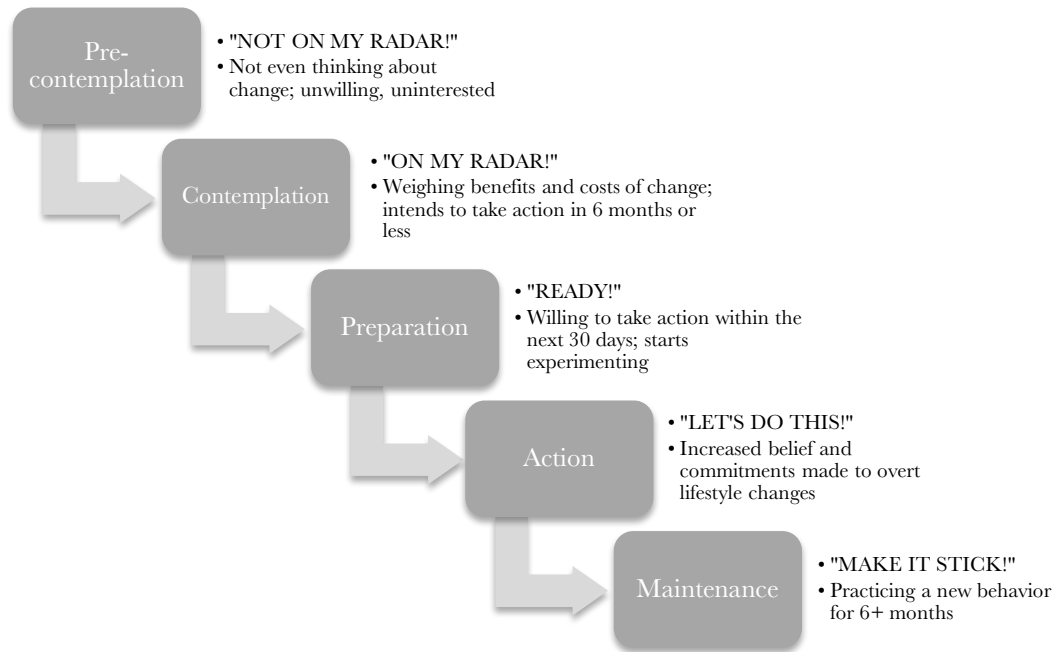 Pre-
contemplation
• "NOT ON MY RADAR!"
• Not even thinking about
change; unwilling, uninterested
Contemplation
• "ON MY RADAR!"
• Weighing benefits and costs of change;
intends to take action in 6 months or
less
Preparation
• "READY!"
• Willing to take action within the
next 30 days; starts
experimenting
Action
• "LET'S DO THIS!"
• Increased belief and
commitments made to overt
lifestyle changes
Maintenance
• "MAKE IT STICK!"
• Practicing a new behavior
for 6+ months